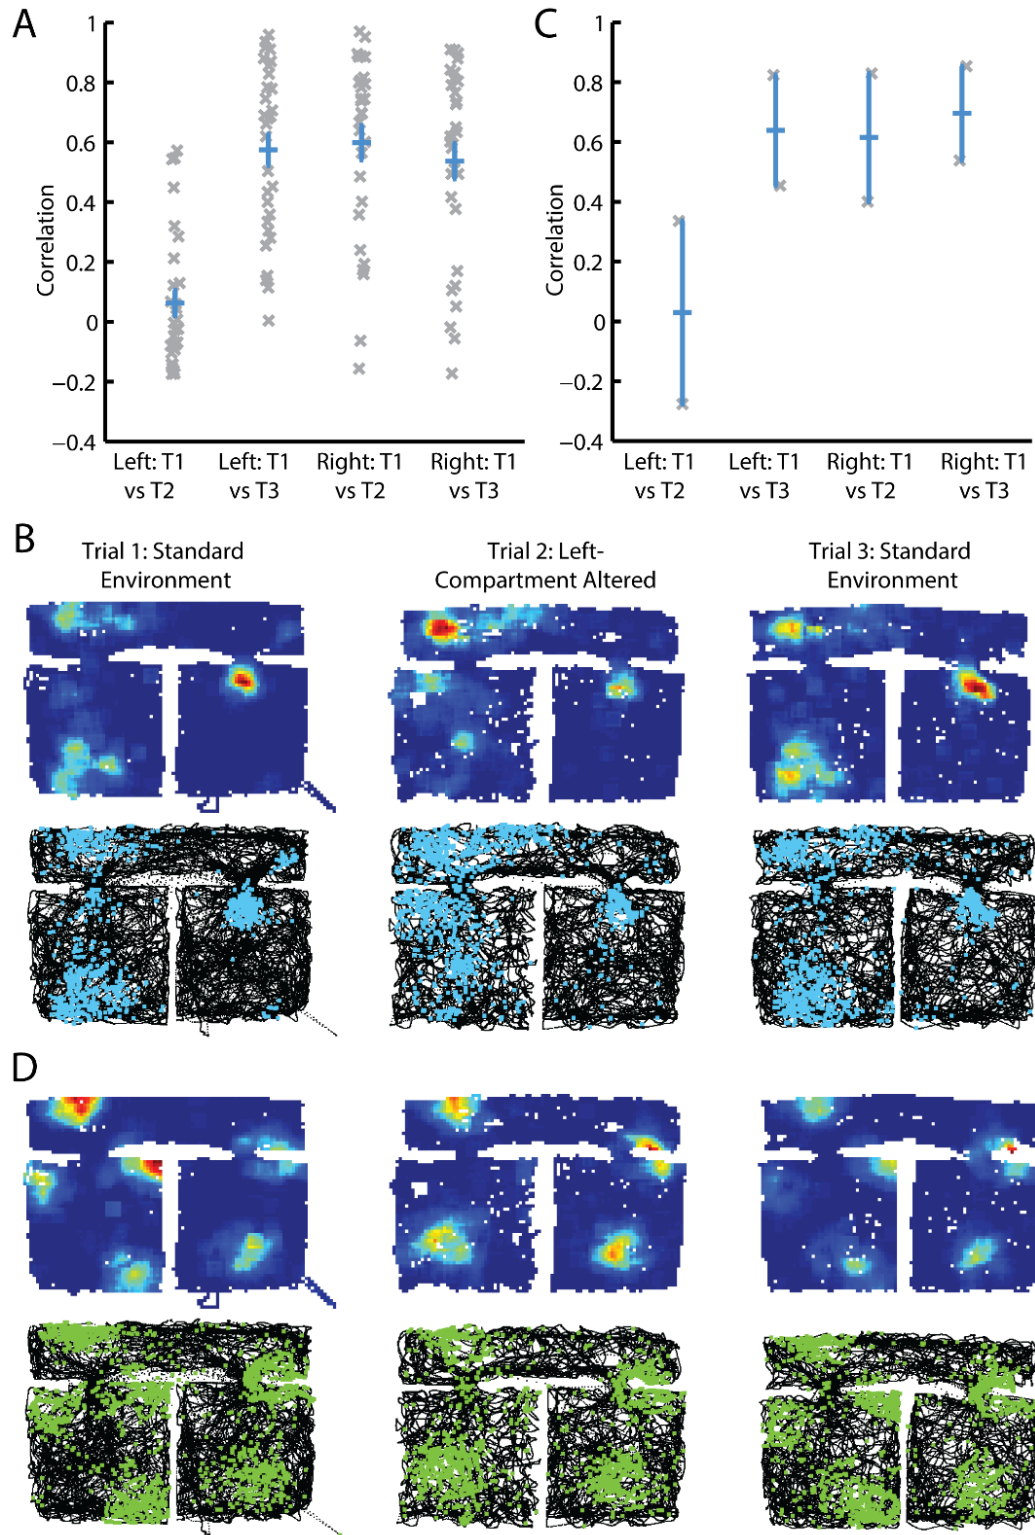 A
1
0.8
0.6
0.4
0.2
0
−0.2
−0.4
Correlation
Left: T1
vs T2
Left: T1
vs T3
Right: T1
vs T2
Right: T1
vs T3
C
1
0.8
0.6
0.4
0.2
0
−0.2
−0.4
Correlation
Left: T1
vs T2
Left: T1
vs T3
Right: T1
vs T2
Right: T1
vs T3
B
Trial 1: Standard
Environment
Trial 2: Left-
Compartment Altered
Trial 3: Standard
Environment
D